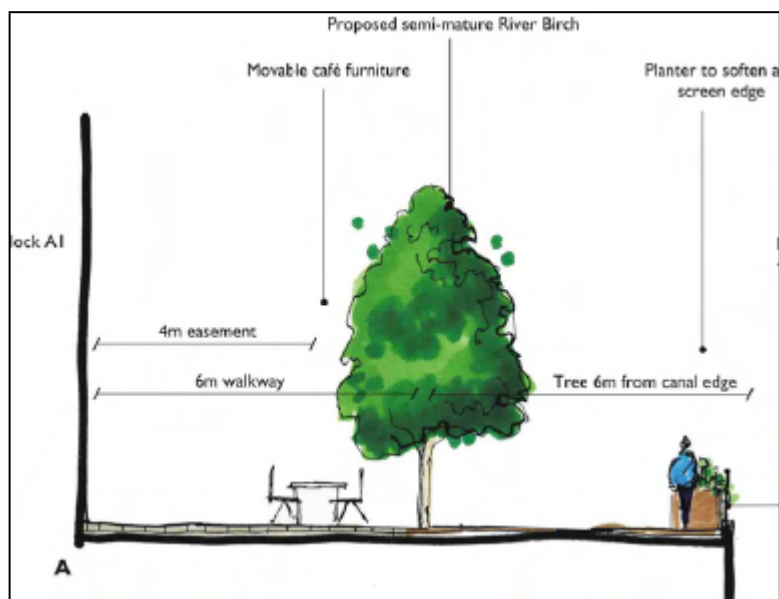 Proposed semi-mature River Birch
Movable café furniture
Planter to soften a
screen edge
lock A1
4m easement
6m walkway
Tree 6m from canal edge
A